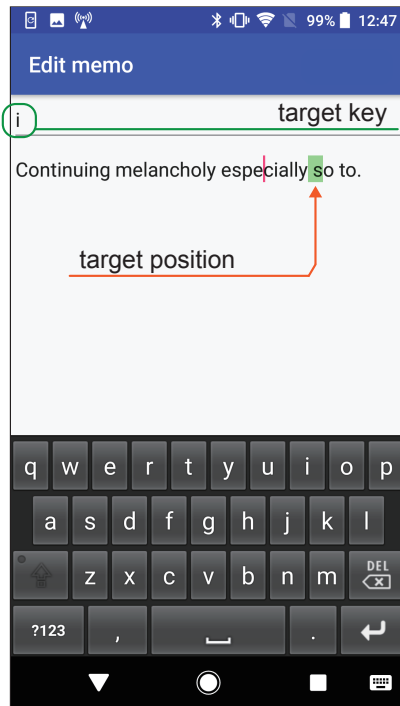 99% 12:47
Edit memo
target key
i
Continuing melancholy especially so to.
target position
q w e r t y u i o p
a s d f g h j k l
z x c v b n m DEL
?123 , .